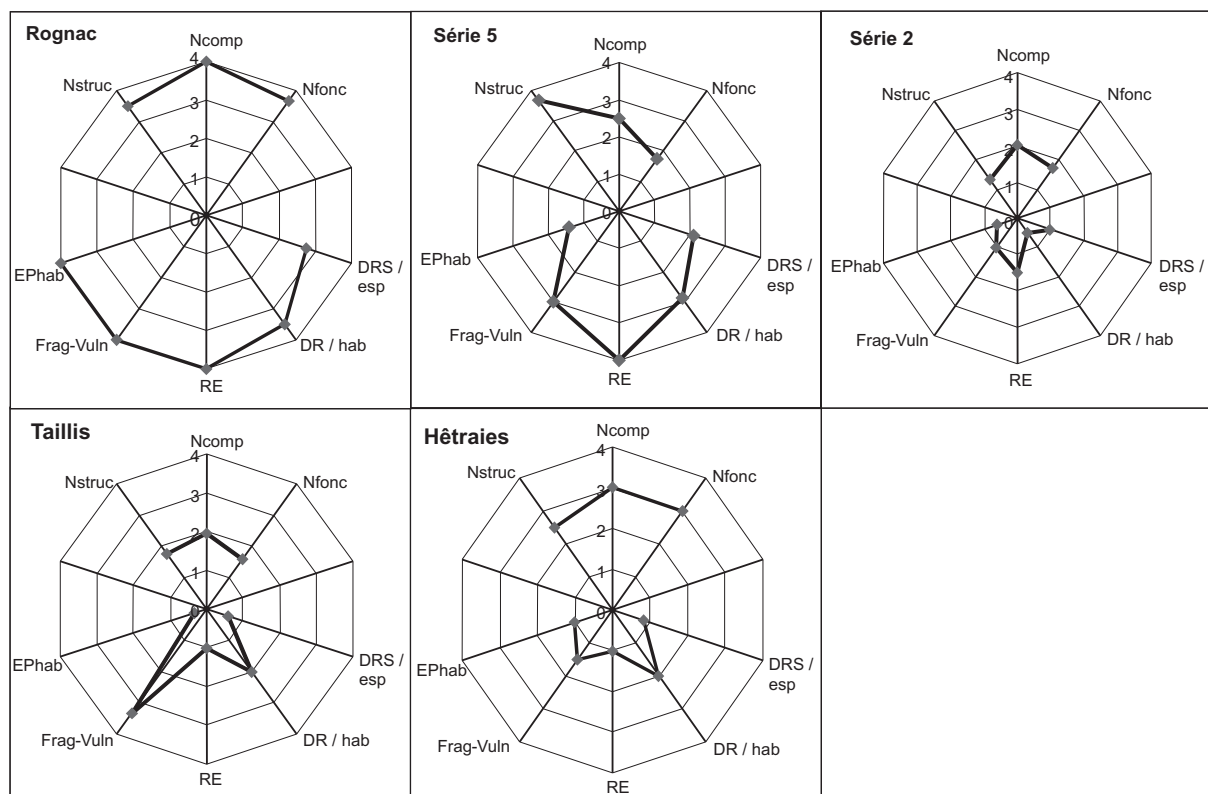 Rognac
Ncomp
Nfonc
DRS /
esp
DR / hab
RE
Frag-Vuln
EPhab
Nstruc
4
3
2
1
0
Série 5
Ncomp
Nfonc
DRS /
esp
DR / hab
RE
Frag-Vuln
EPhab
Nstruc
4
3
2
1
0
Série 2
Ncomp
Nfonc
DRS /
esp
DR / hab
RE
Frag-Vuln
EPhab
Nstruc
4
3
2
1
0
Taillis
Ncomp
Nfonc
DRS /
esp
DR / hab
RE
Frag-Vuln
EPhab
Nstruc
4
3
2
1
0
Hêtraies
Ncomp
Nfonc
DRS /
esp
DR / hab
RE
Frag-Vuln
EPhab
Nstruc
4
3
2
1
0